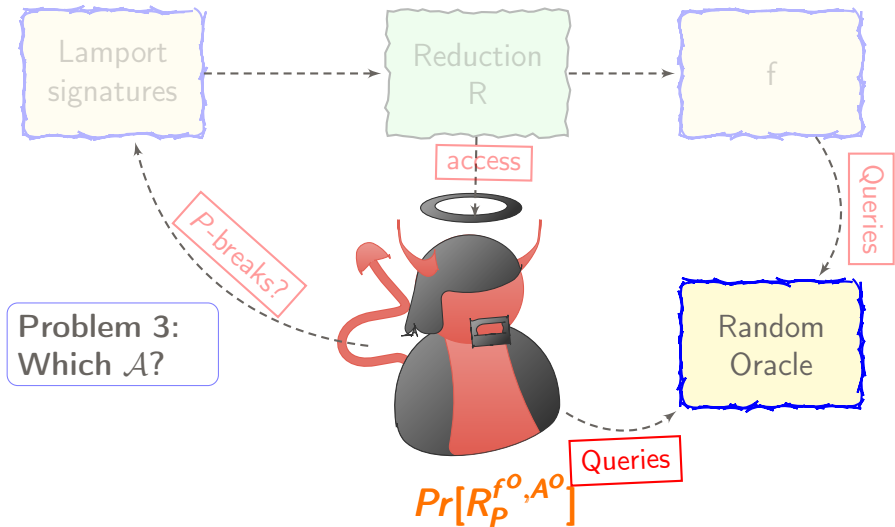 Lamport
signatures
Reduction
R
f
access
Queries
P-breaks?
Problem 3:
Which 𝒜?
Random
Oracle
Queries
Pr[R_P^{f^O,A^O}]